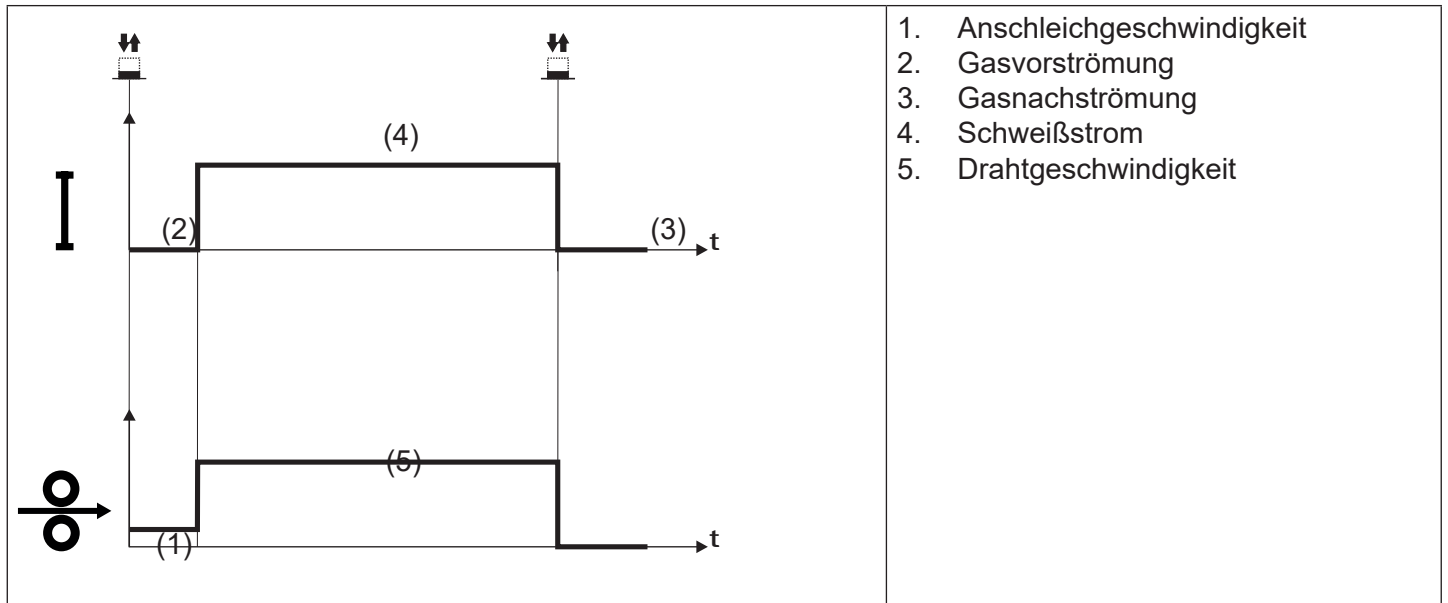 (4)
I
(2)
(3)
t
(5)
(1)
t
1. Anschleichgeschwindigkeit
2. Gasvorströmung
3. Gasnachströmung
4. Schweißstrom
5. Drahtgeschwindigkeit